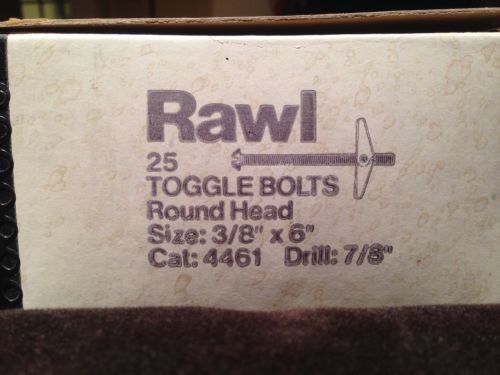 Rawl
25
TOGGLE BOLTS
Round Head
Size: 3/8" x 6"
Cat: 4461 Drill: 7/8"